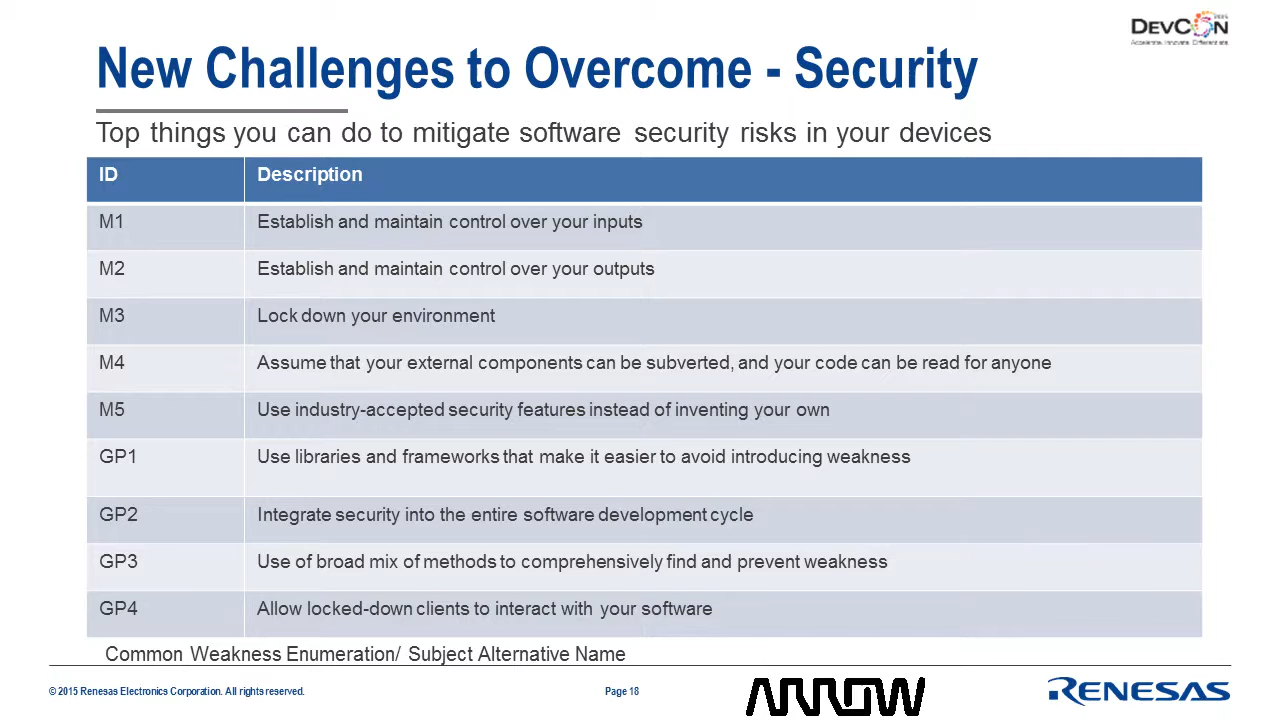 DevCon 2015
Accelerate. Innovate. Differentiate.
New Challenges to Overcome - Security
Top things you can do to mitigate software security risks in your devices
ID Description
M1 Establish and maintain control over your inputs
M2 Establish and maintain control over your outputs
M3 Lock down your environment
M4 Assume that your external components can be subverted, and your code can be read for anyone
M5 Use industry-accepted security features instead of inventing your own
GP1 Use libraries and frameworks that make it easier to avoid introducing weakness
GP2 Integrate security into the entire software development cycle
GP3 Use of broad mix of methods to comprehensively find and prevent weakness
GP4 Allow locked-down clients to interact with your software
Common Weakness Enumeration/ Subject Alternative Name
© 2015 Renesas Electronics Corporation. All rights reserved. Page 18 ARROW RENESAS